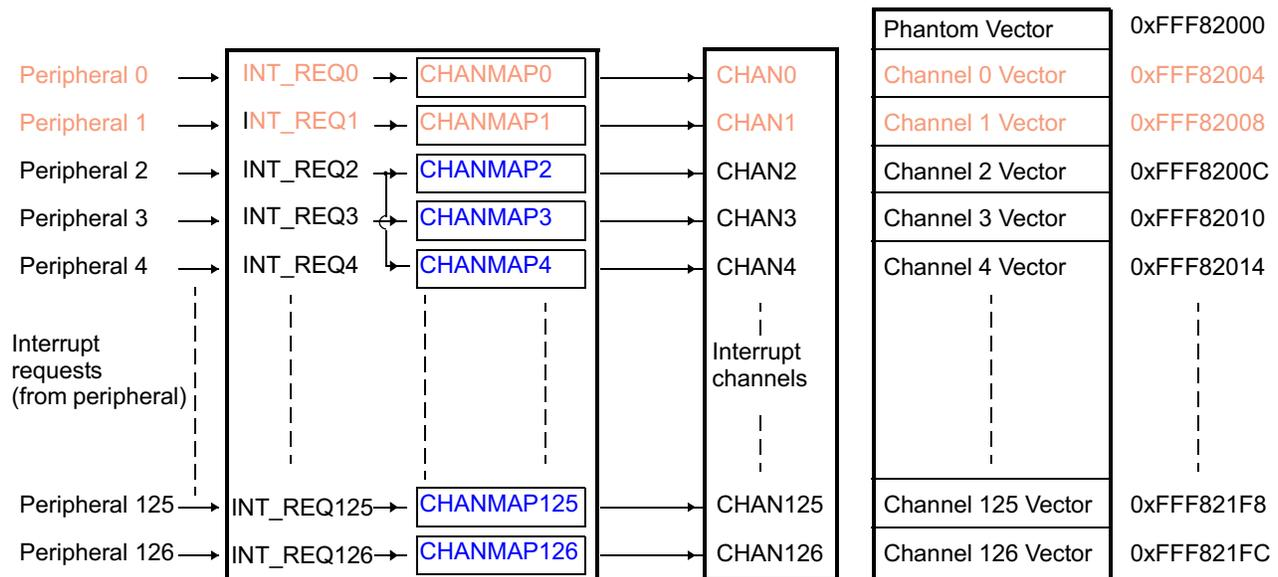 Phantom Vector 0xFFF82000
Peripheral 0 INT_REQ0 CHANMAP0 CHAN0 Channel 0 Vector 0xFFF82004
Peripheral 1 INT_REQ1 CHANMAP1 CHAN1 Channel 1 Vector 0xFFF82008
Peripheral 2 INT_REQ2 CHANMAP2 CHAN2 Channel 2 Vector 0xFFF8200C
Peripheral 3 INT_REQ3 CHANMAP3 CHAN3 Channel 3 Vector 0xFFF82010
Peripheral 4 INT_REQ4 CHANMAP4 CHAN4 Channel 4 Vector 0xFFF82014
Interrupt
requests
(from peripheral)
Interrupt
channels
Peripheral 125 INT_REQ125 CHANMAP125 CHAN125 Channel 125 Vector 0xFFF821F8
Peripheral 126 INT_REQ126 CHANMAP126 CHAN126 Channel 126 Vector 0xFFF821FC